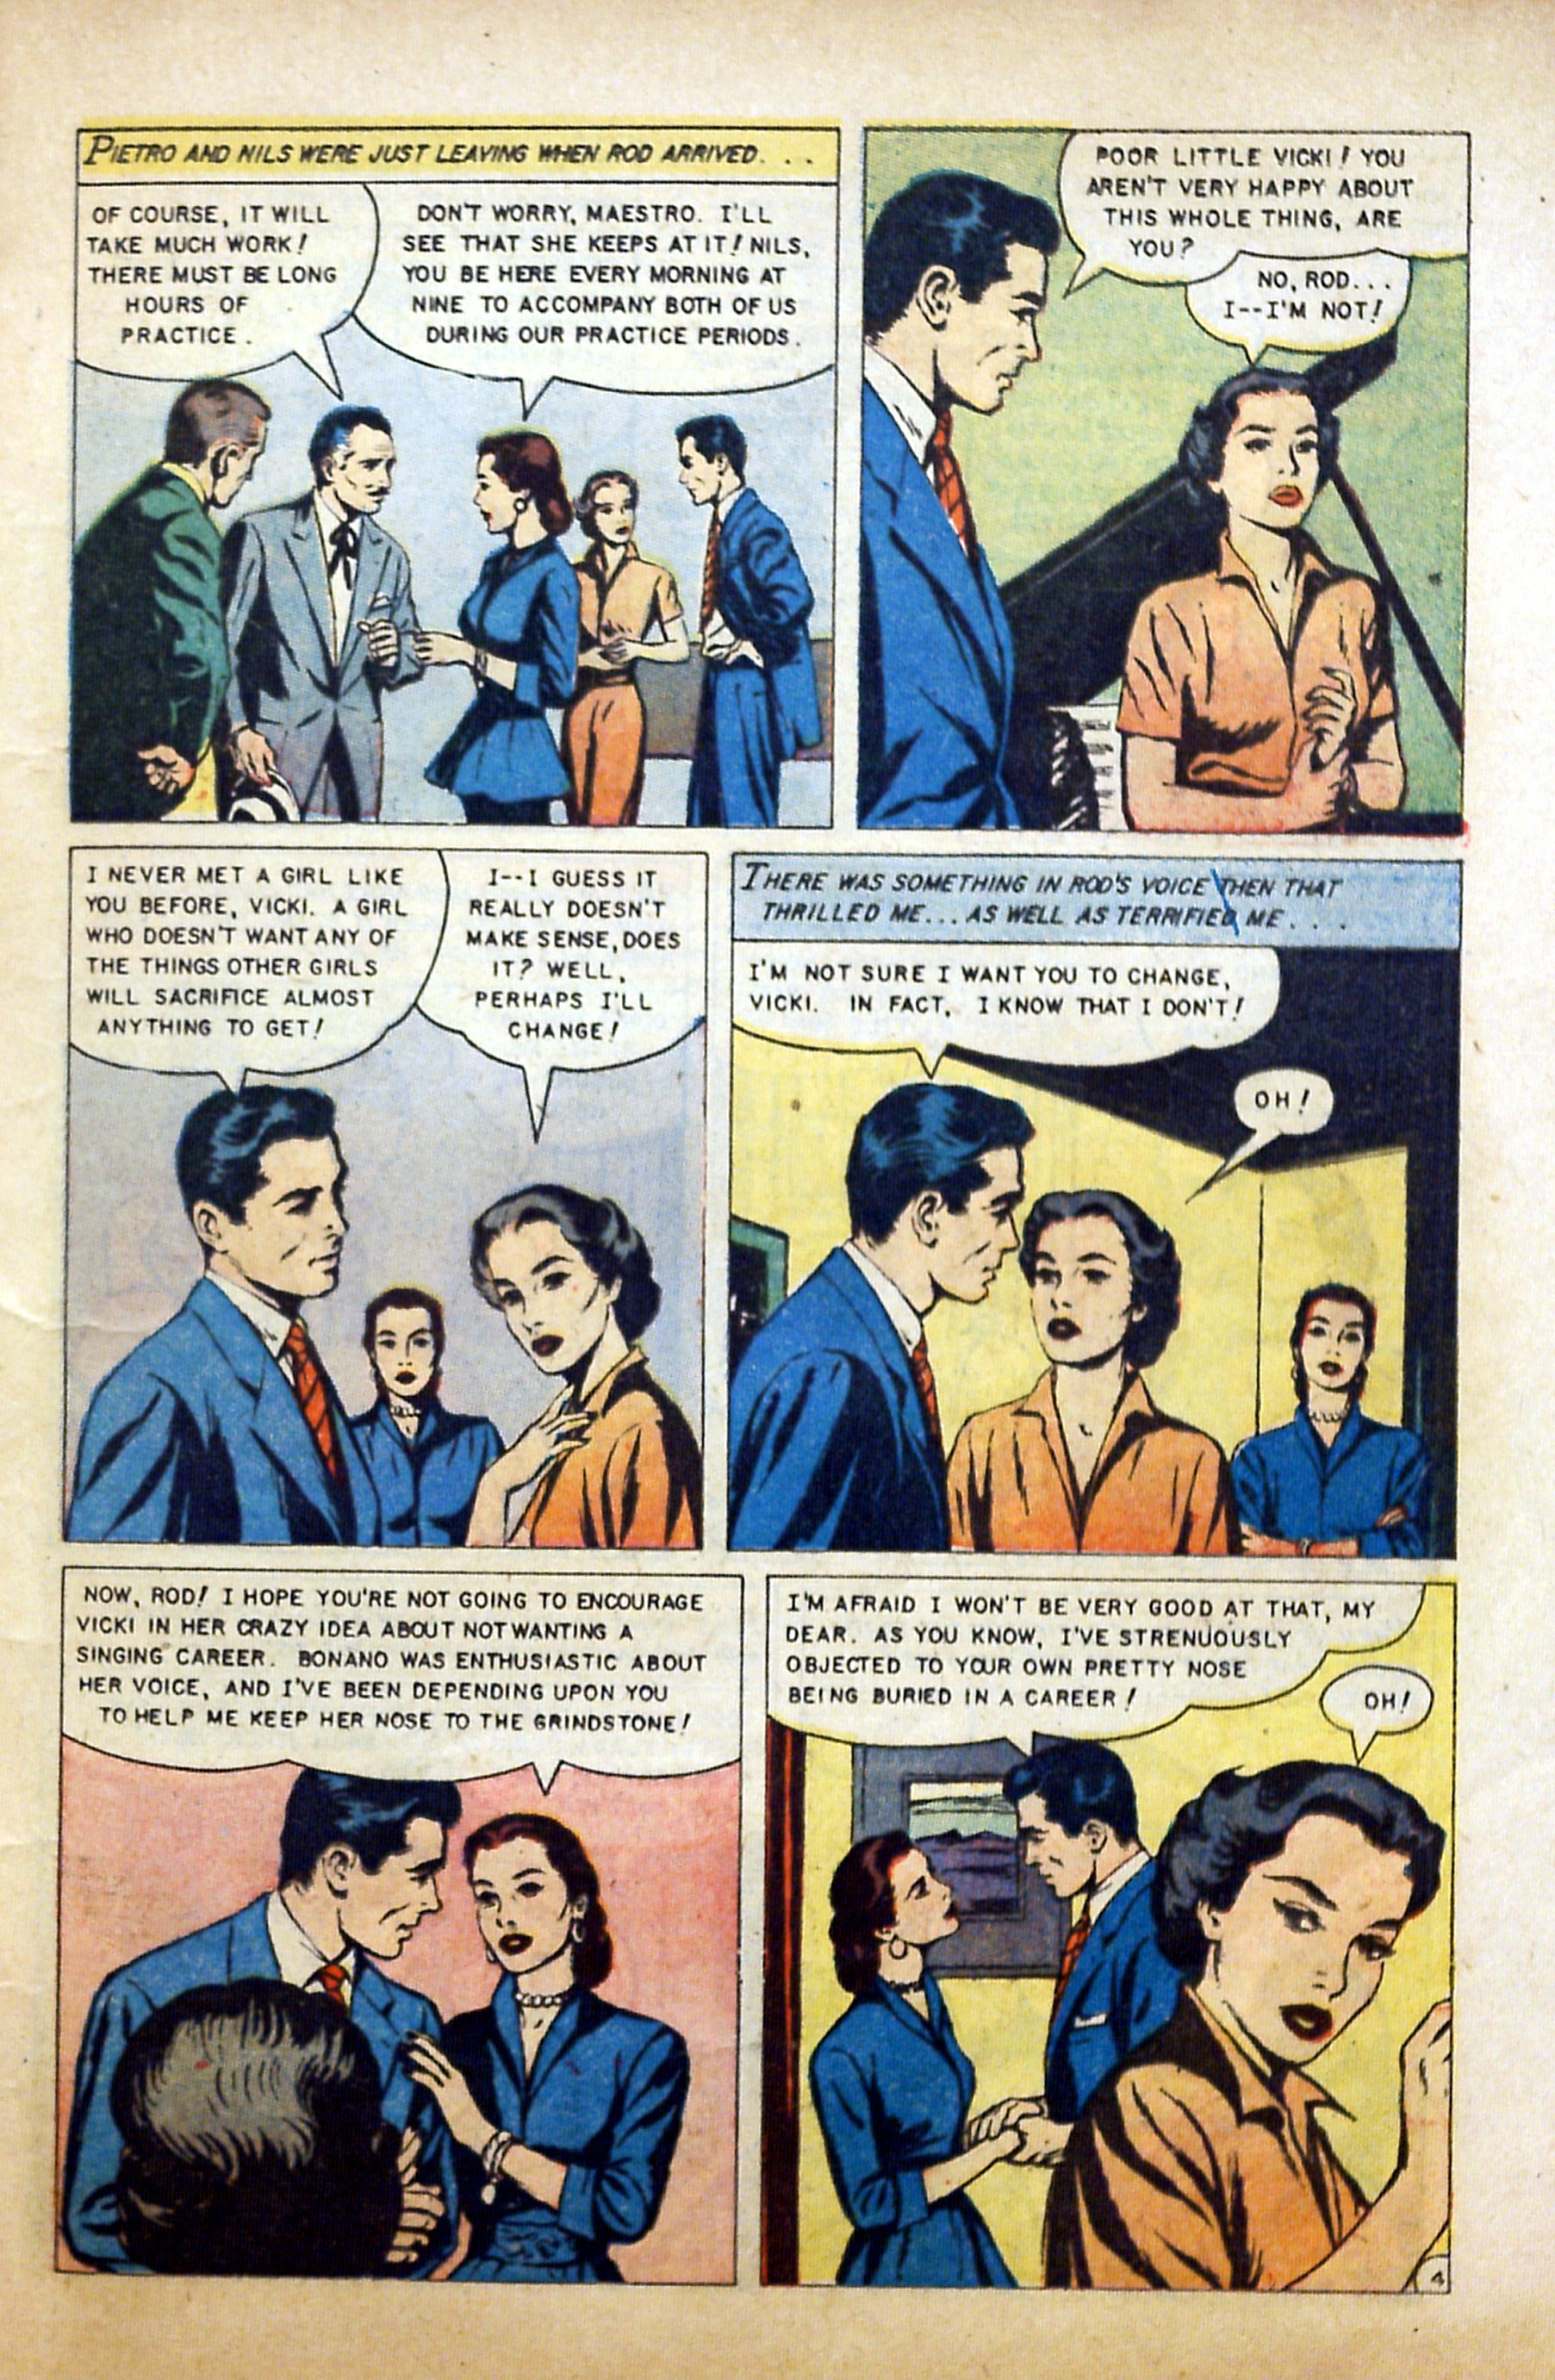 PIETRO AND NILS WERE JUST LEAVING WHEN ROD ARRIVED. . . .
OF COURSE, IT WILL
TAKE MUCH WORK!
THERE MUST BE LONG
HOURS OF
PRACTICE.
DON'T WORRY, MAESTRO. I'LL
SEE THAT SHE KEEPS AT IT! NILS,
YOU BE HERE EVERY MORNING AT
NINE TO ACCOMPANY BOTH OF US
DURING OUR PRACTICE PERIODS.
POOR LITTLE VICKI! YOU
AREN'T VERY HAPPY ABOUT
THIS WHOLE THING, ARE
YOU?
NO, ROD...
I--I'M NOT!
I NEVER MET A GIRL LIKE
YOU BEFORE, VICKI. A GIRL
WHO DOESN'T WANT ANY OF
THE THINGS OTHER GIRLS
WILL SACRIFICE ALMOST
ANYTHING TO GET!
I--I GUESS IT
REALLY DOESN'T
MAKE SENSE, DOES
IT? WELL,
PERHAPS I'LL
CHANGE!
THERE WAS SOMETHING IN ROD'S VOICE THEN THAT
THRILLED ME... AS WELL AS TERRIFIED ME. . . .
I'M NOT SURE I WANT YOU TO CHANGE,
VICKI. IN FACT, I KNOW THAT I DON'T!
OH!
NOW, ROD! I HOPE YOU'RE NOT GOING TO ENCOURAGE
VICKI IN HER CRAZY IDEA ABOUT NOT WANTING A
SINGING CAREER. BONANO WAS ENTHUSIASTIC ABOUT
HER VOICE, AND I'VE BEEN DEPENDING UPON YOU
TO HELP ME KEEP HER NOSE TO THE GRINDSTONE!
I'M AFRAID I WON'T BE VERY GOOD AT THAT, MY
DEAR. AS YOU KNOW, I'VE STRENUOUSLY
OBJECTED TO YOUR OWN PRETTY NOSE
BEING BURIED IN A CAREER!
OH!
4